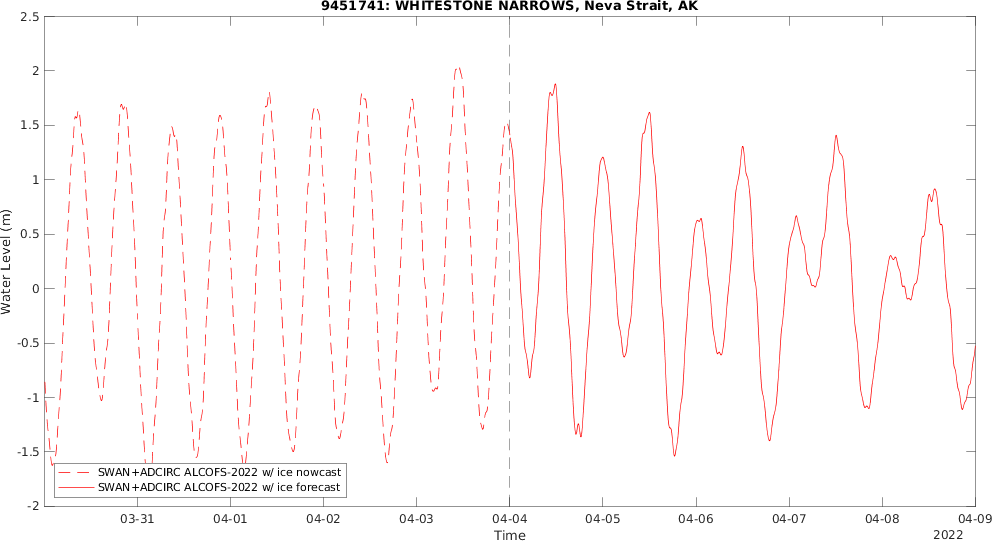 9451741: WHITESTONE NARROWS, Neva Strait, AK
2.5
2
1.5
1
0.5
0
-0.5
-1
-1.5
-2
Water Level (m)
SWAN+ADCIRC ALCOFS-2022 w/ ice nowcast
SWAN+ADCIRC ALCOFS-2022 w/ ice forecast
03-31 04-01 04-02 04-03 04-04 04-05 04-06 04-07 04-08 04-09
Time
2022